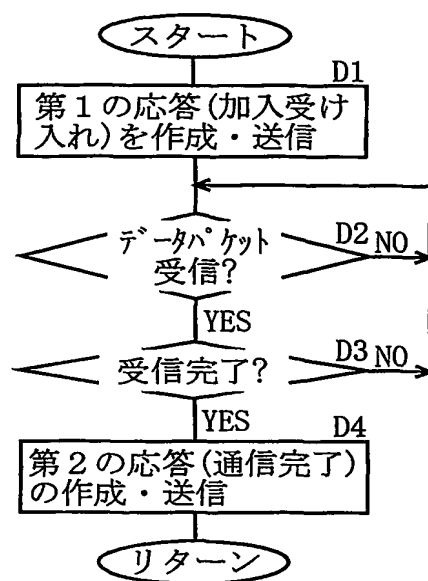 スタート
D1
第1の応答(加入受け
入れ)を作成・送信
データパケット
受信?
D2 NO
YES
受信完了?
D3 NO
YES
D4
第2の応答(通信完了)
の作成・送信
リターン